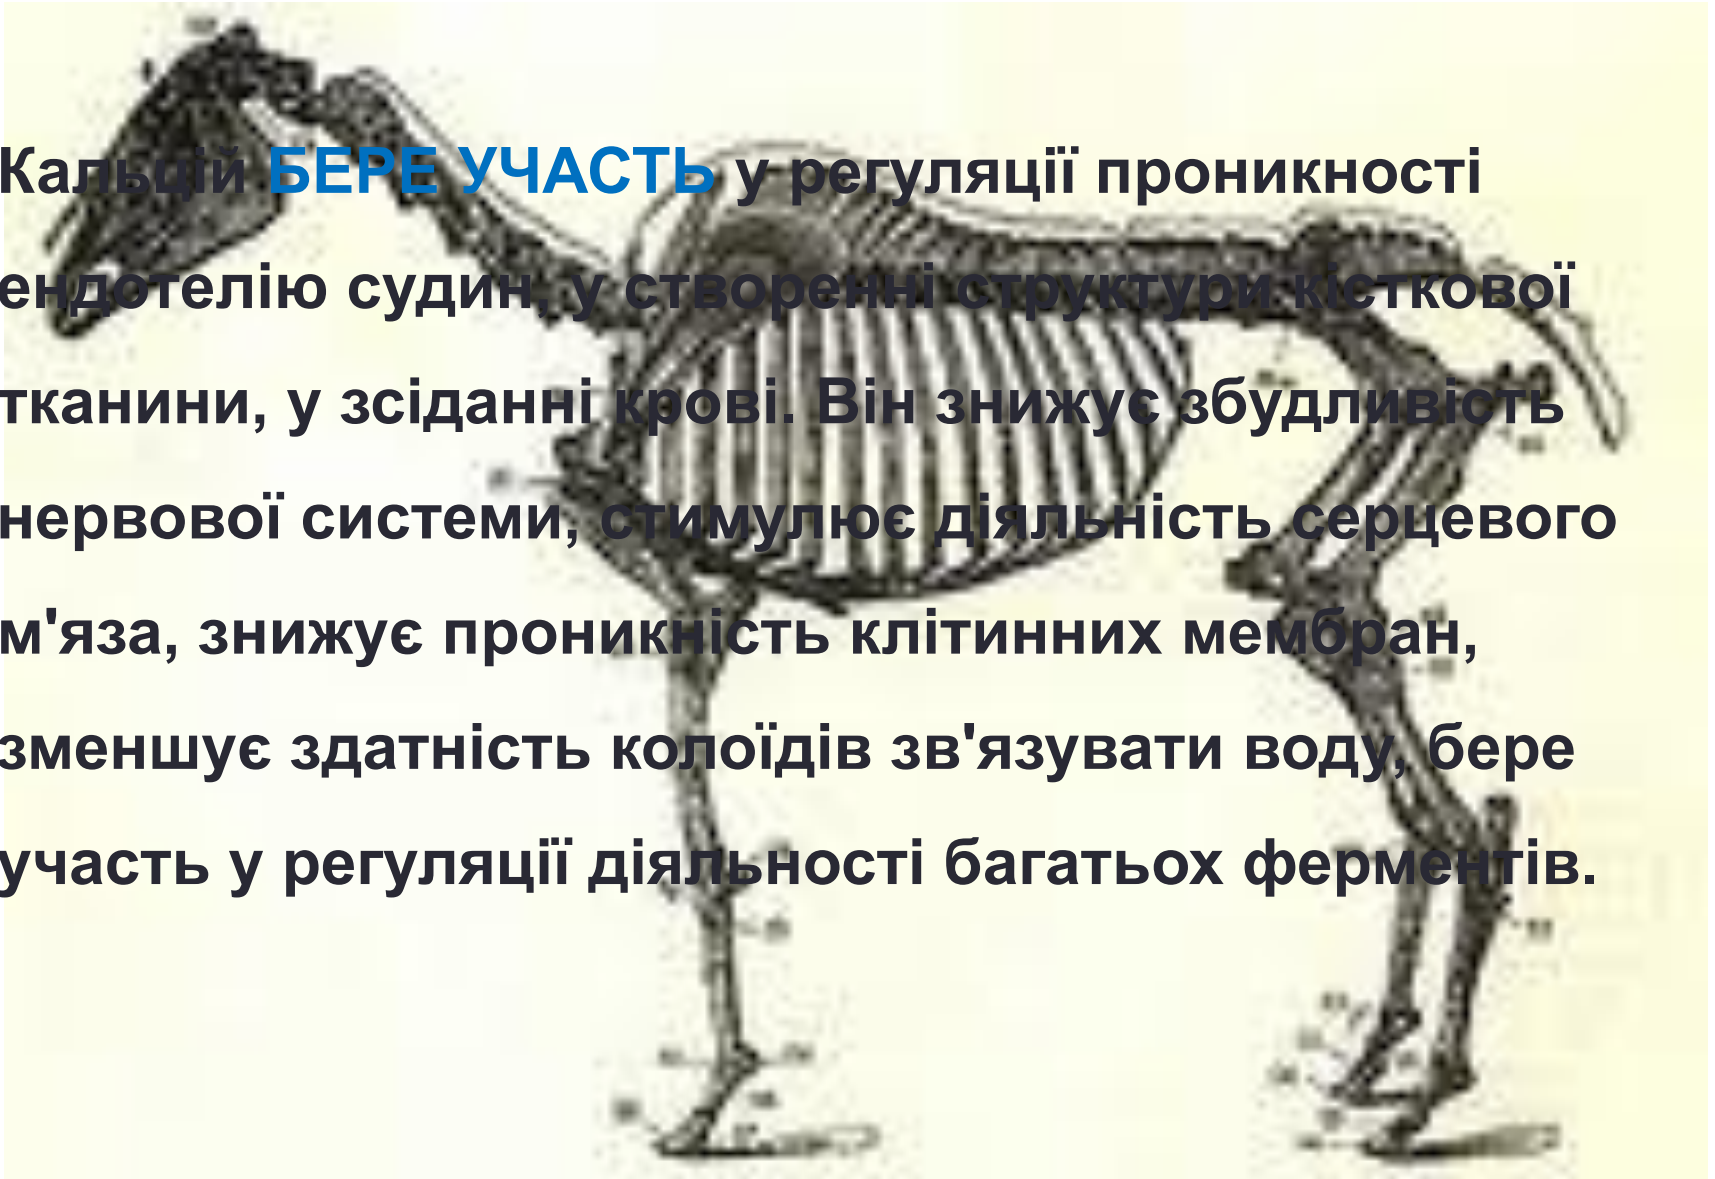 Кальцій БЕРЕ УЧАСТЬ у регуляції проникності
ендотелію судин, у створенні структури кісткової
тканини, у зсіданні крові. Він знижує збудливість
нервової системи, стимулює діяльність серцевого
м'яза, знижує проникність клітинних мембран,
зменшує здатність колоїдів зв'язувати воду, бере
участь у регуляції діяльності багатьох ферментів.